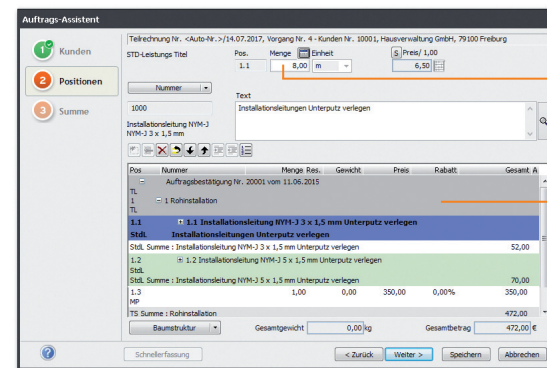 Auftrags-Assistent
Teilrechnung Nr. <Auto-Nr.>/14.07.2017, Vorgang Nr. 4 - Kunden Nr. 10001, Hausverwaltung GmbH, 79100 Freiburg
1 Kunden
2 Positionen
3 Summe
STD-Leistungs Titel Pos. Menge Einheit S Preis/ 1,00
1.1 8,00 m 6,50
Nummer
Text
1000 Installationsleitungen Unterputz verlegen
Installationsleitung NYM-J
NYM-J 3 x 1,5 mm
Pos Nummer Menge Res. Gewicht Preis Rabatt Gesamt A
Auftragsbestätigung Nr. 20001 vom 11.06.2015
TL
1 1 Rohinstalation
TL
1.1 1.1 Installationsleitung NYM-J 3 x 1,5 mm Unterputz verlegen
StdL Installationsleitungen Unterputz verlegen
StdL Summe : Installationsleitung NYM-J 3 x 1,5 mm Unterputz verlegen 52,00
1.2 1.2 Installationsleitung NYM-J 5 x 1,5 mm Unterputz verlegen
StdL
StdL Summe : Installationsleitung NYM-J 5 x 1,5 mm Unterputz verlegen 70,00
1.3 1,00 0,00 350,00 0,00% 350,00
MP
TS Summe : Rohinstalation 472,00
Baumstruktur Gesamtgewicht 0,00 kg Gesamtbetrag 472,00 €
? Schnellerfassung < Zurück Weiter > Speichern Abbrechen